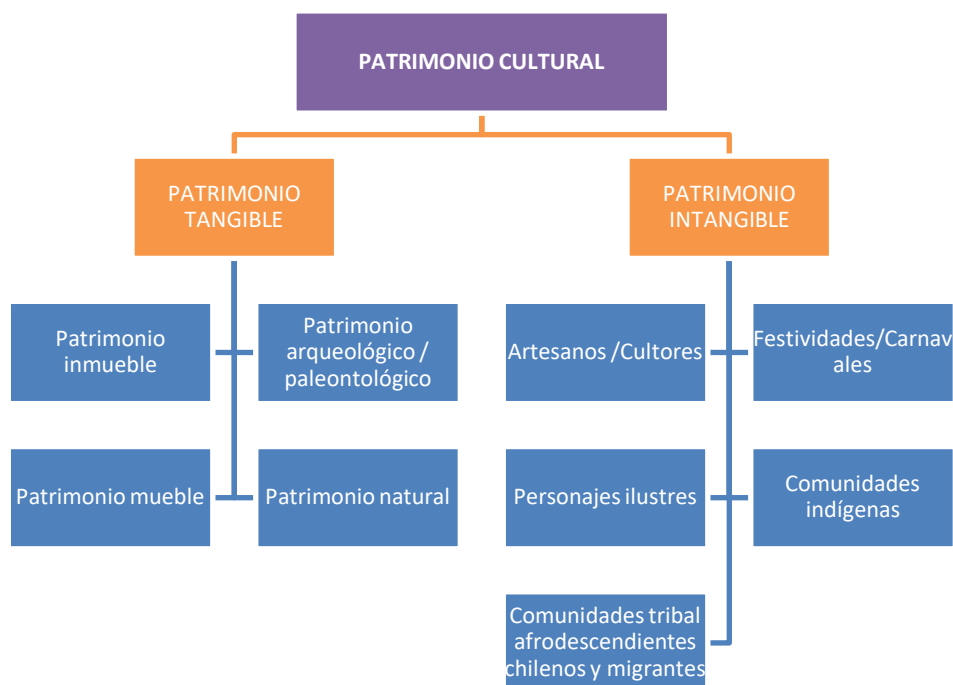 PATRIMONIO CULTURAL
PATRIMONIO
TANGIBLE
Patrimonio
inmueble
Patrimonio
arqueológico /
paleontológico
Patrimonio mueble
Patrimonio natural
PATRIMONIO
INTANGIBLE
Artesanos /Cultores
Festividades/Carnav
ales
Personajes ilustres
Comunidades
indígenas
Comunidades tribal
afrodescendientes
chilenos y migrantes